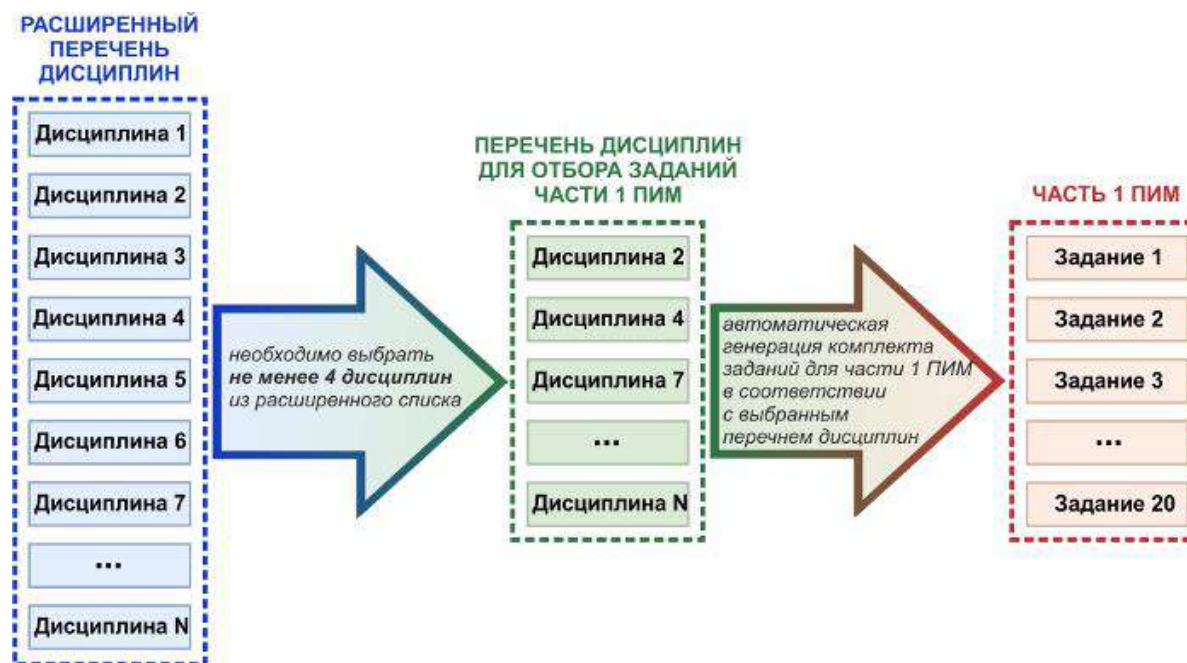 РАСШИРЕННЫЙ
ПЕРЕЧЕНЬ
ДИСЦИПЛИН
Дисциплина 1
Дисциплина 2
Дисциплина 3
Дисциплина 4
Дисциплина 5
Дисциплина 6
Дисциплина 7
...
Дисциплина N
необходимо выбрать
не менее 4 дисциплин
из расширенного списка
ПЕРЕЧЕНЬ ДИСЦИПЛИН
ДЛЯ ОТБОРА ЗАДАНИЙ
ЧАСТИ 1 ПИМ
Дисциплина 2
Дисциплина 4
Дисциплина 7
...
Дисциплина N
автоматическая
генерация комплекта
заданий для части 1 ПИМ
в соответствии
с выбранным
перечнем дисциплин
ЧАСТЬ 1 ПИМ
Задание 1
Задание 2
Задание 3
...
Задание 20